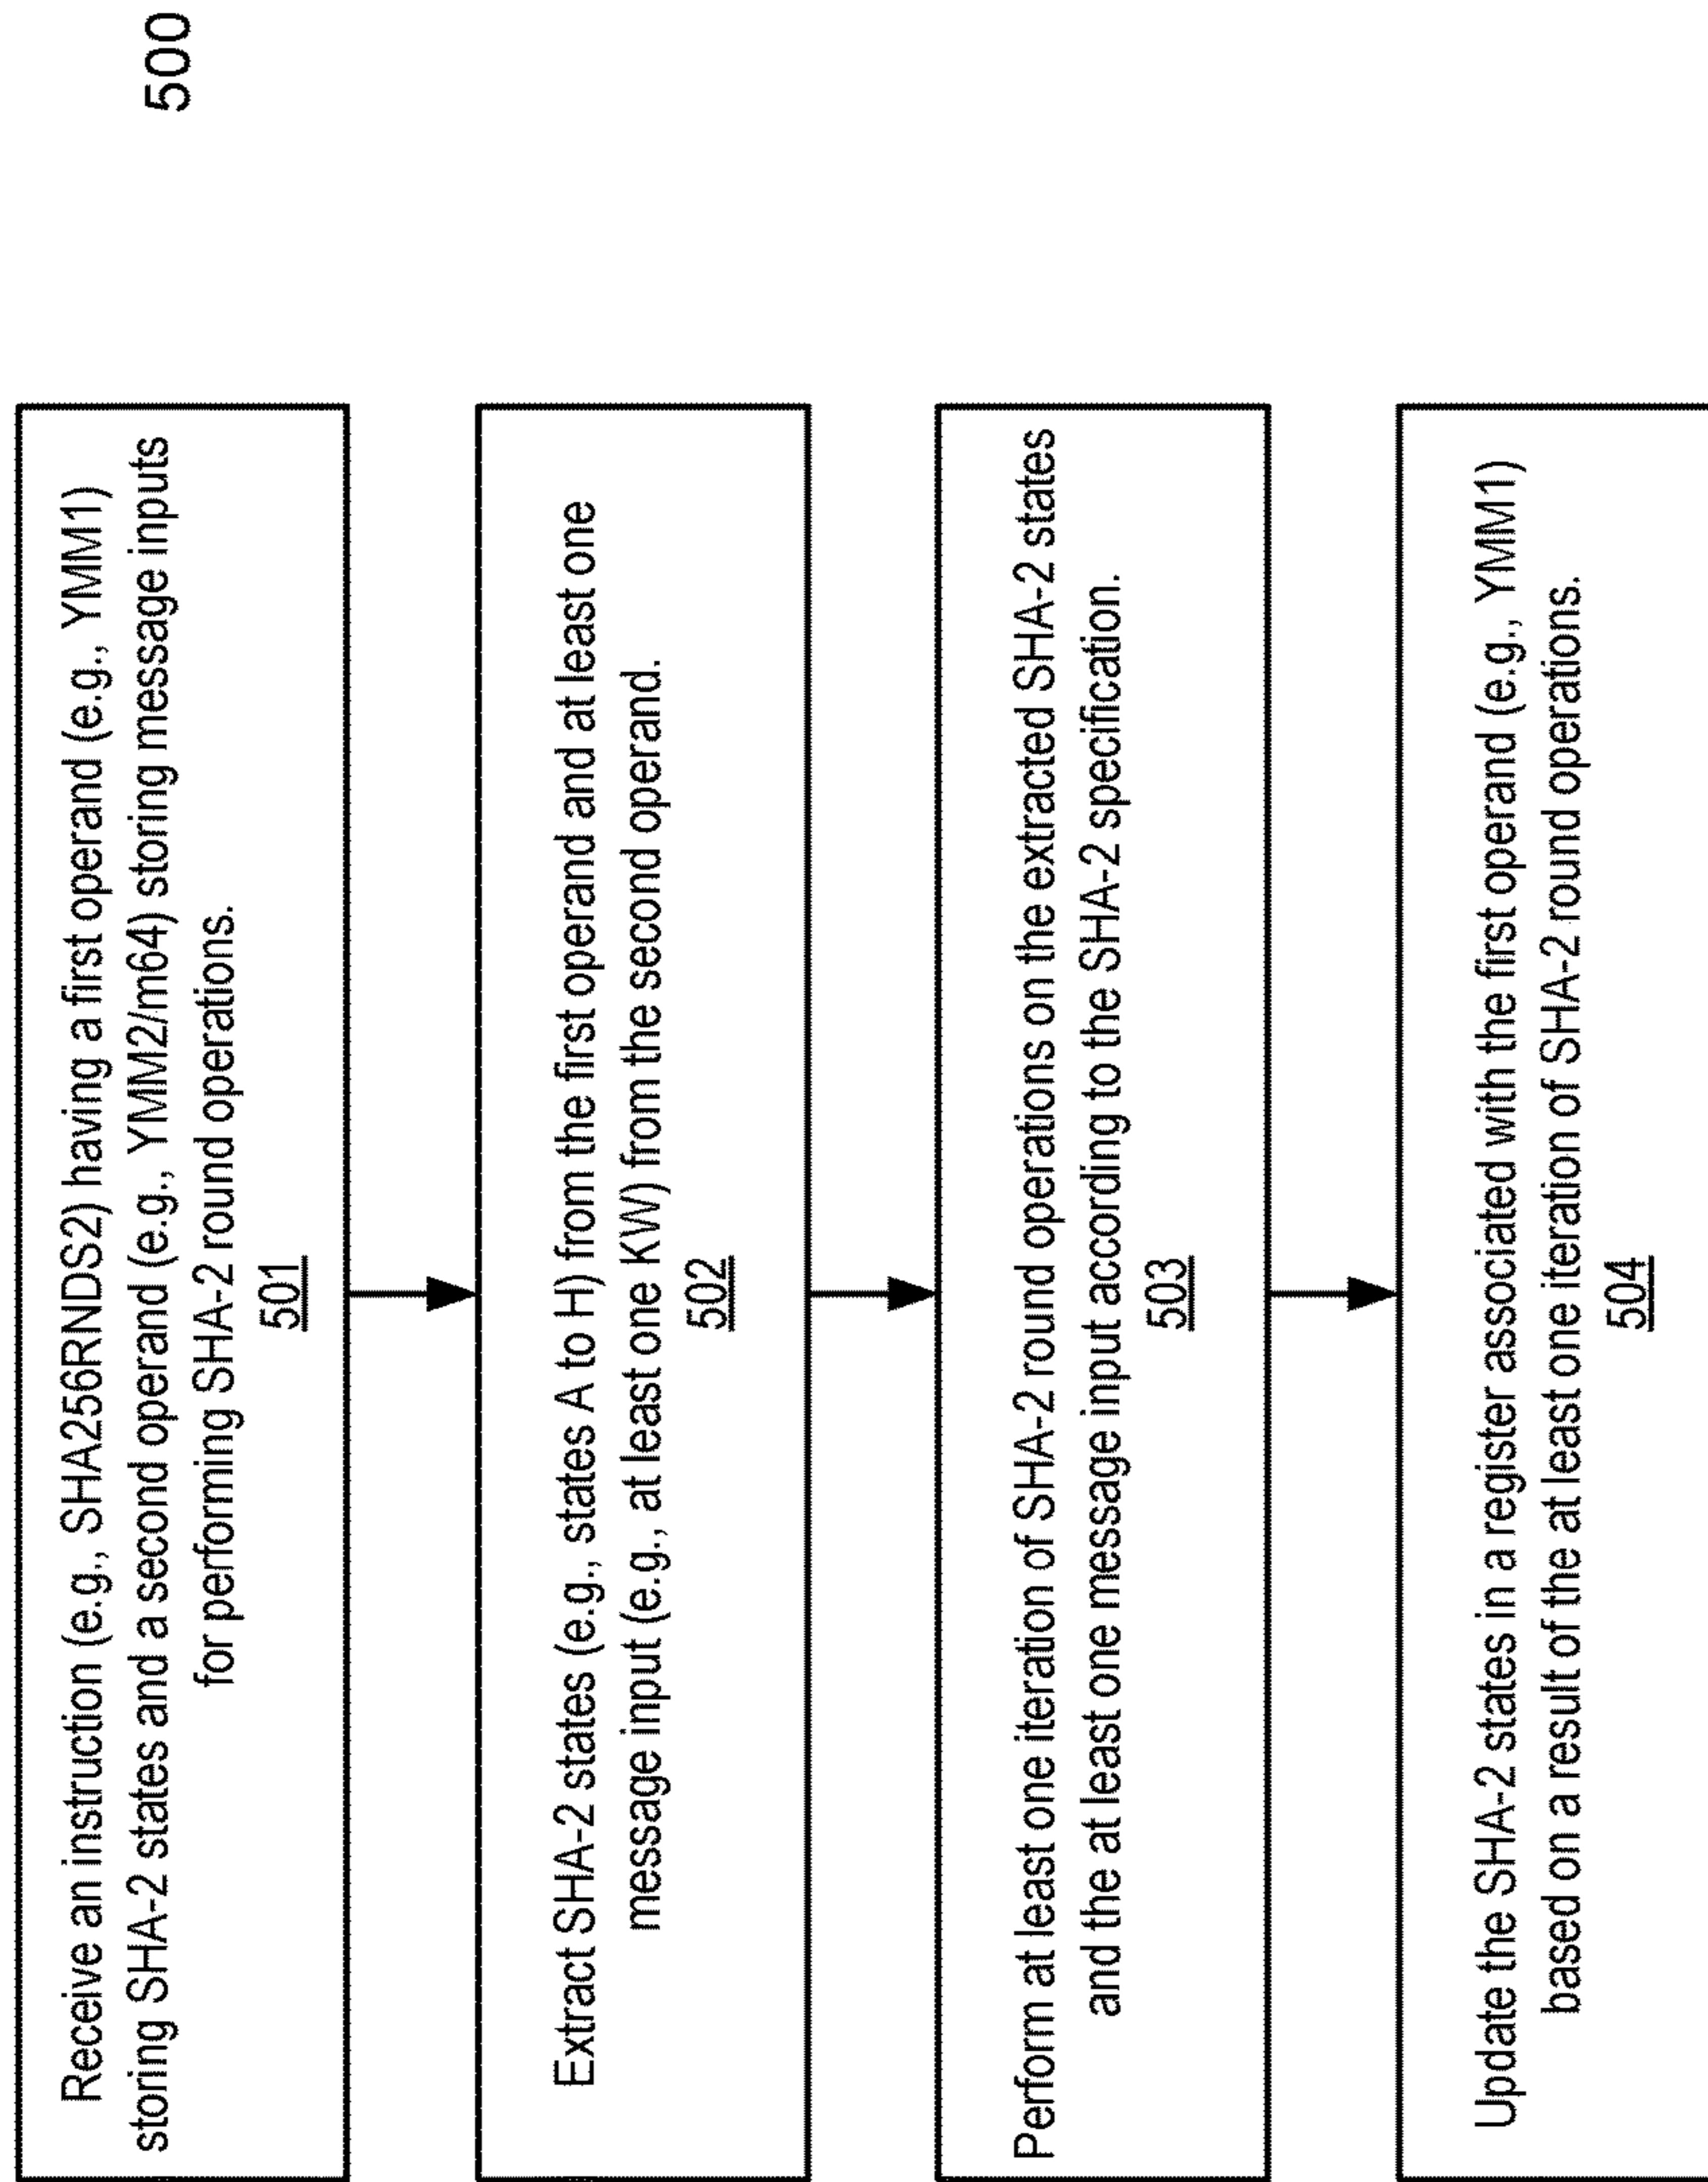 500
Receive an instruction (e.g., SHA256RNDS2) having a first operand (e.g., YMM1)
storing SHA-2 states and a second operand (e.g., YMM2/m64) storing message inputs
for performing SHA-2 round operations.
501
Extract SHA-2 states (e.g., states A to H) from the first operand and at least one
message input (e.g., at least one KW) from the second operand.
502
Perform at least one iteration of SHA-2 round operations on the extracted SHA-2 states
and the at least one message input according to the SHA-2 specification.
503
Update the SHA-2 states in a register associated with the first operand (e.g., YMM1)
based on a result of the at least one iteration of SHA-2 round operations.
504